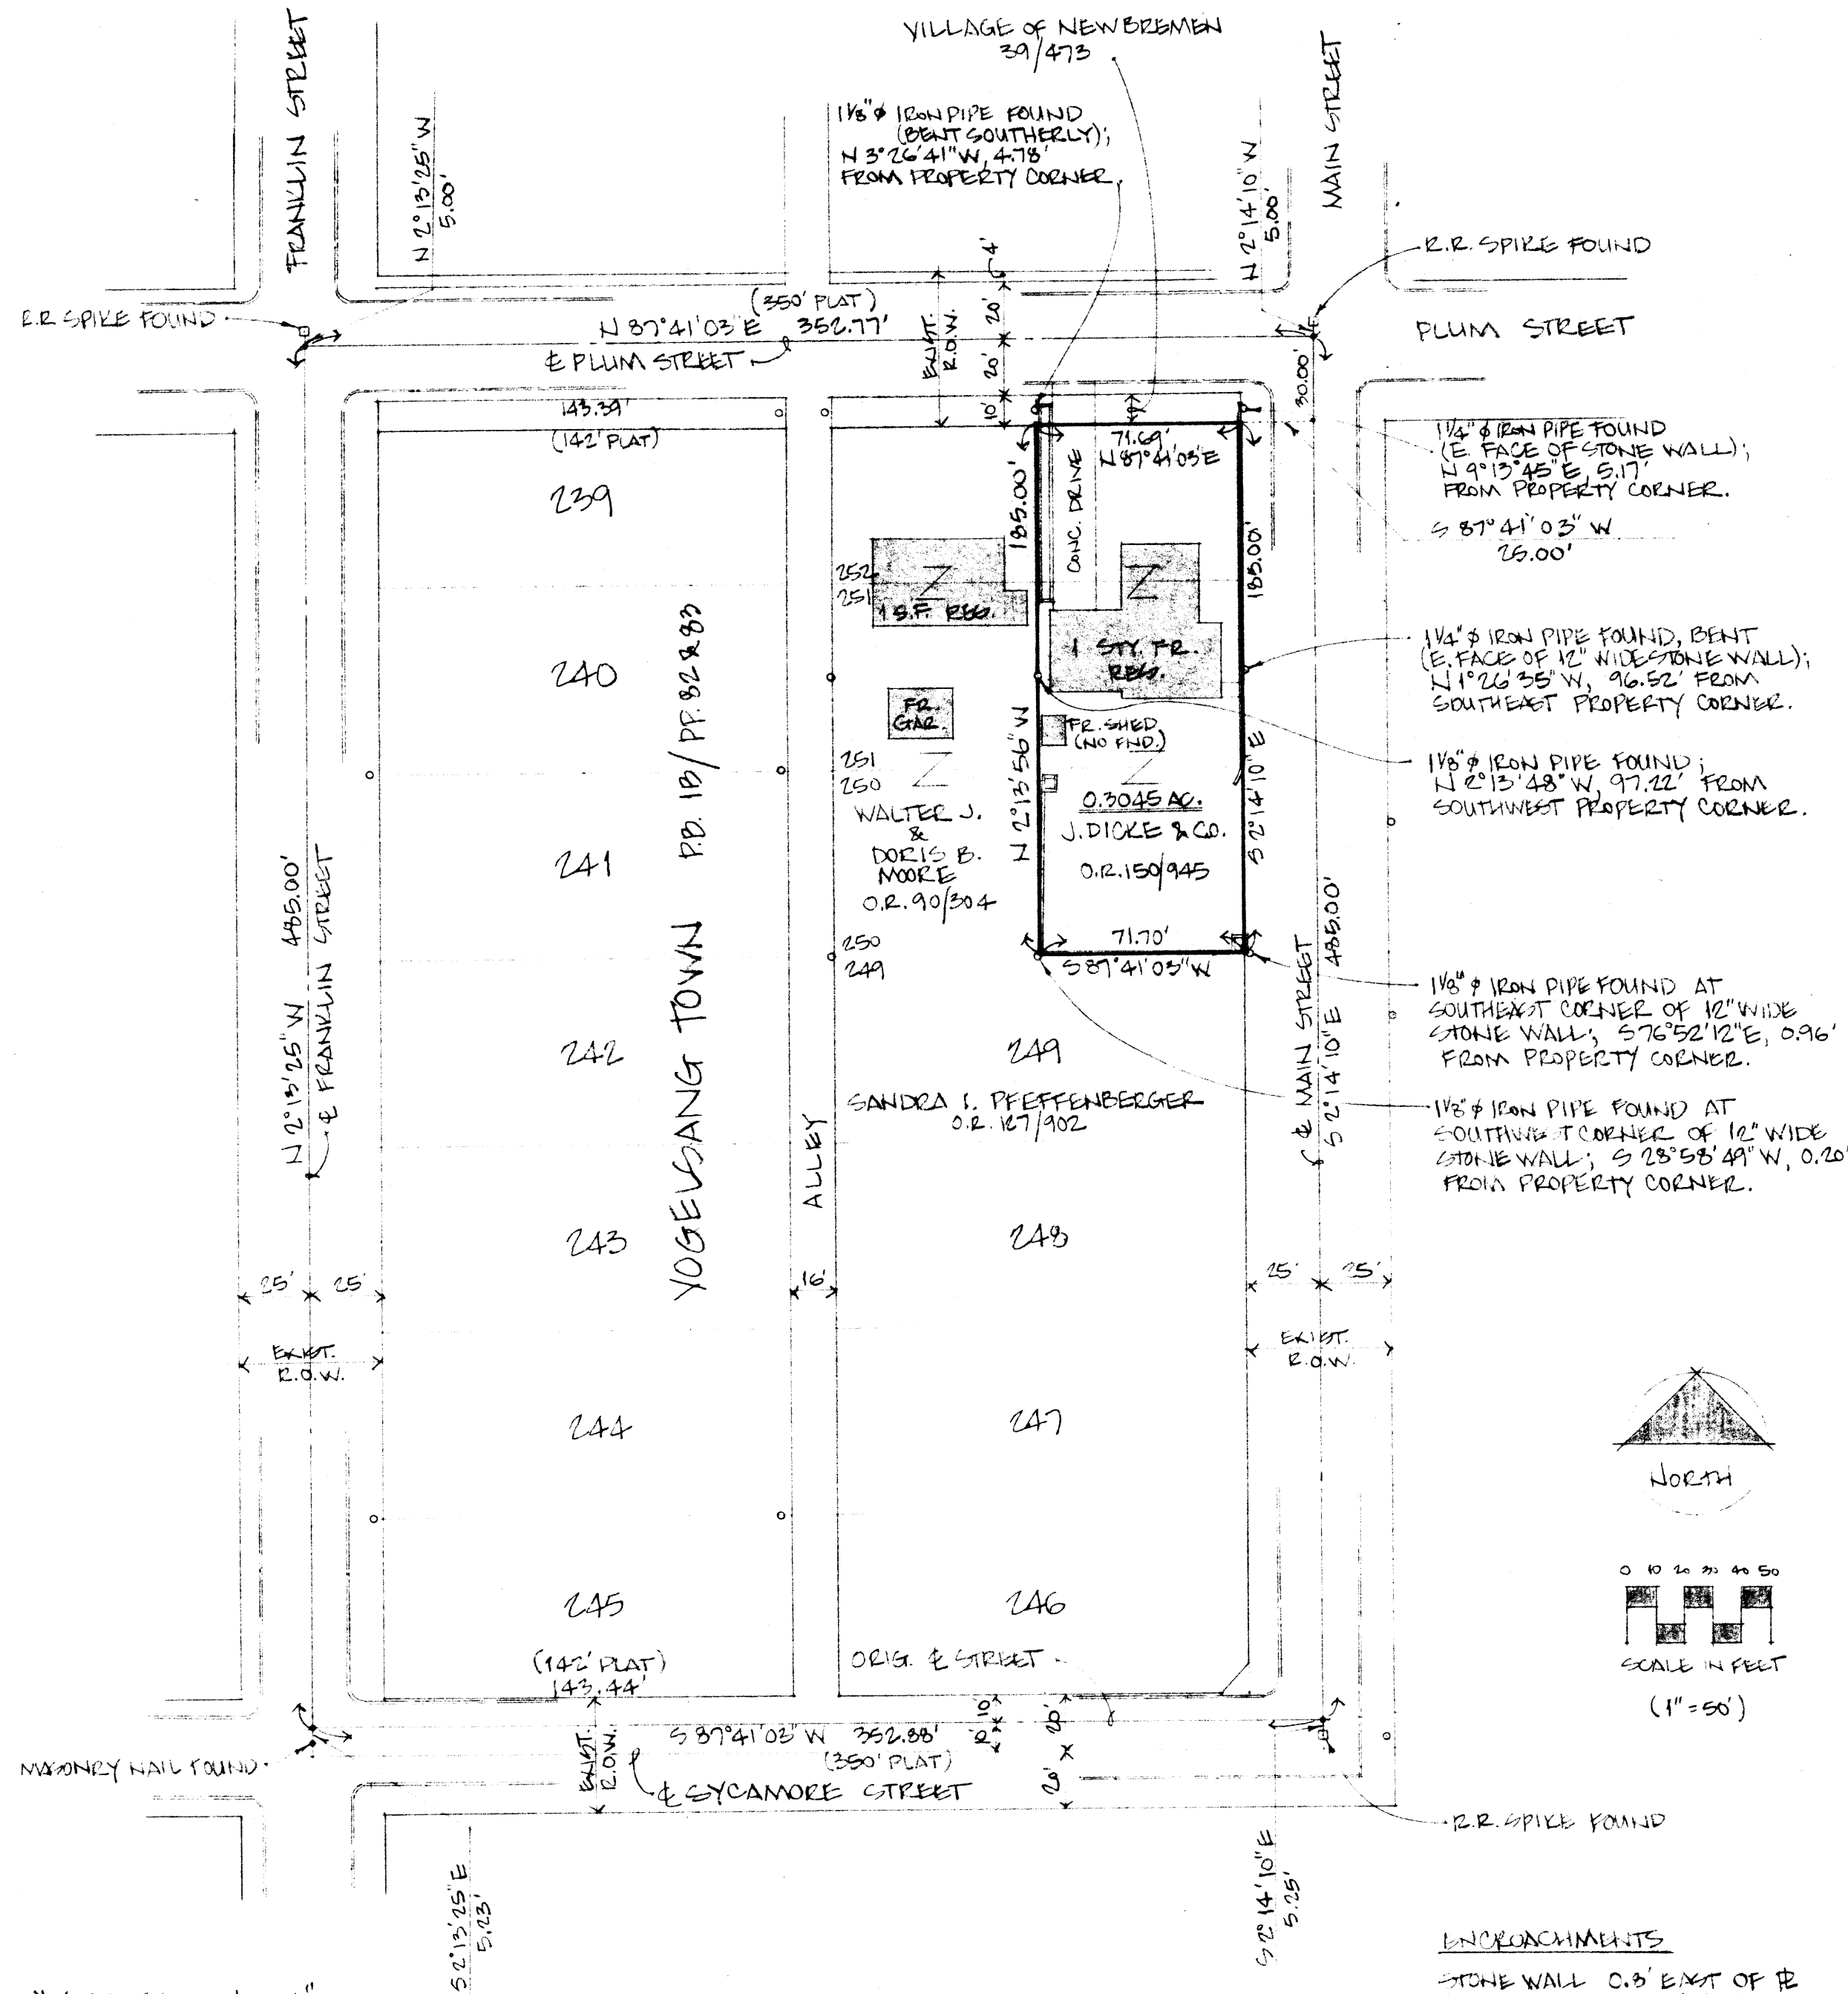 VILLAGE OF NEW BREMEN
39/473
FRANKLIN STREET
N 2°13'25" W
5.00'
1 1/8" ⌀ IRON PIPE FOUND
(BENT SOUTHERLY);
N 3°26'41" W, 4.78'
FROM PROPERTY CORNER.
N 2°14'10" W
5.00'
MAIN STREET
R.R. SPIKE FOUND
R.R. SPIKE FOUND
(350' PLAT)
N 87°41'03" E 352.77'
℄ PLUM STREET
EXIST.
R.O.W.
4'
20'
20'
10'
PLUM STREET
30.00'
143.39'
(142' PLAT)
71.69'
N 87°41'03" E
1 1/4" ⌀ IRON PIPE FOUND
(E. FACE OF STONE WALL);
N 9°13'45" E, 5.17'
FROM PROPERTY CORNER.
S 87°41'03" W
25.00'
239
185.00'
CONC. DRIVE
185.00'
252
251
1 S.F. RES.
1 STY. FR.
RES.
1 1/4" ⌀ IRON PIPE FOUND, BENT
(E. FACE OF 12" WIDE STONE WALL);
N 1°26'35" W, 96.52' FROM
SOUTHEAST PROPERTY CORNER.
240
FR.
GAR.
FR. SHED
(NO FND.)
N 2°13'56" W
S 2°14'10" E
1 1/8" ⌀ IRON PIPE FOUND;
N 2°13'48" W, 97.22' FROM
SOUTHWEST PROPERTY CORNER.
251
250
WALTER J.
&
DORIS B.
MOORE
O.R. 90/304
0.3045 AC.
J. DICKE & CO.
O.R. 150/945
241
VOGELSANG TOWN P.B. 1B/PP. 82 & 83
N 2°13'25" W 485.00'
℄ FRANKLIN STREET
250
249
71.70'
S 87°41'03" W
℄ MAIN STREET
S 2°14'10" E 485.00'
1 1/8" ⌀ IRON PIPE FOUND AT
SOUTHEAST CORNER OF 12" WIDE
STONE WALL; S 76°52'12" E, 0.96'
FROM PROPERTY CORNER.
242
249
SANDRA I. PFEFFENBERGER
O.R. 127/902
1 1/8" ⌀ IRON PIPE FOUND AT
SOUTHWEST CORNER OF 12" WIDE
STONE WALL; S 28°58'49" W, 0.20'
FROM PROPERTY CORNER.
ALLEY
243
248
25' 25'
16'
25' 25'
EXIST.
R.O.W.
EXIST.
R.O.W.
244
247
NORTH
0 10 20 30 40 50
SCALE IN FEET
(1" = 50')
245
246
(142' PLAT)
143.44'
ORIG. ℄ STREET
EXIST.
R.O.W.
S 87°41'03" W 352.88'
(350' PLAT)
℄ SYCAMORE STREET
10'
20'
20'
MASONRY NAIL FOUND
R.R. SPIKE FOUND
S 2°13'25" E
5.23'
S 2°14'10" E
5.25'
ENCROACHMENTS
STONE WALL 0.8' EAST OF ⅊